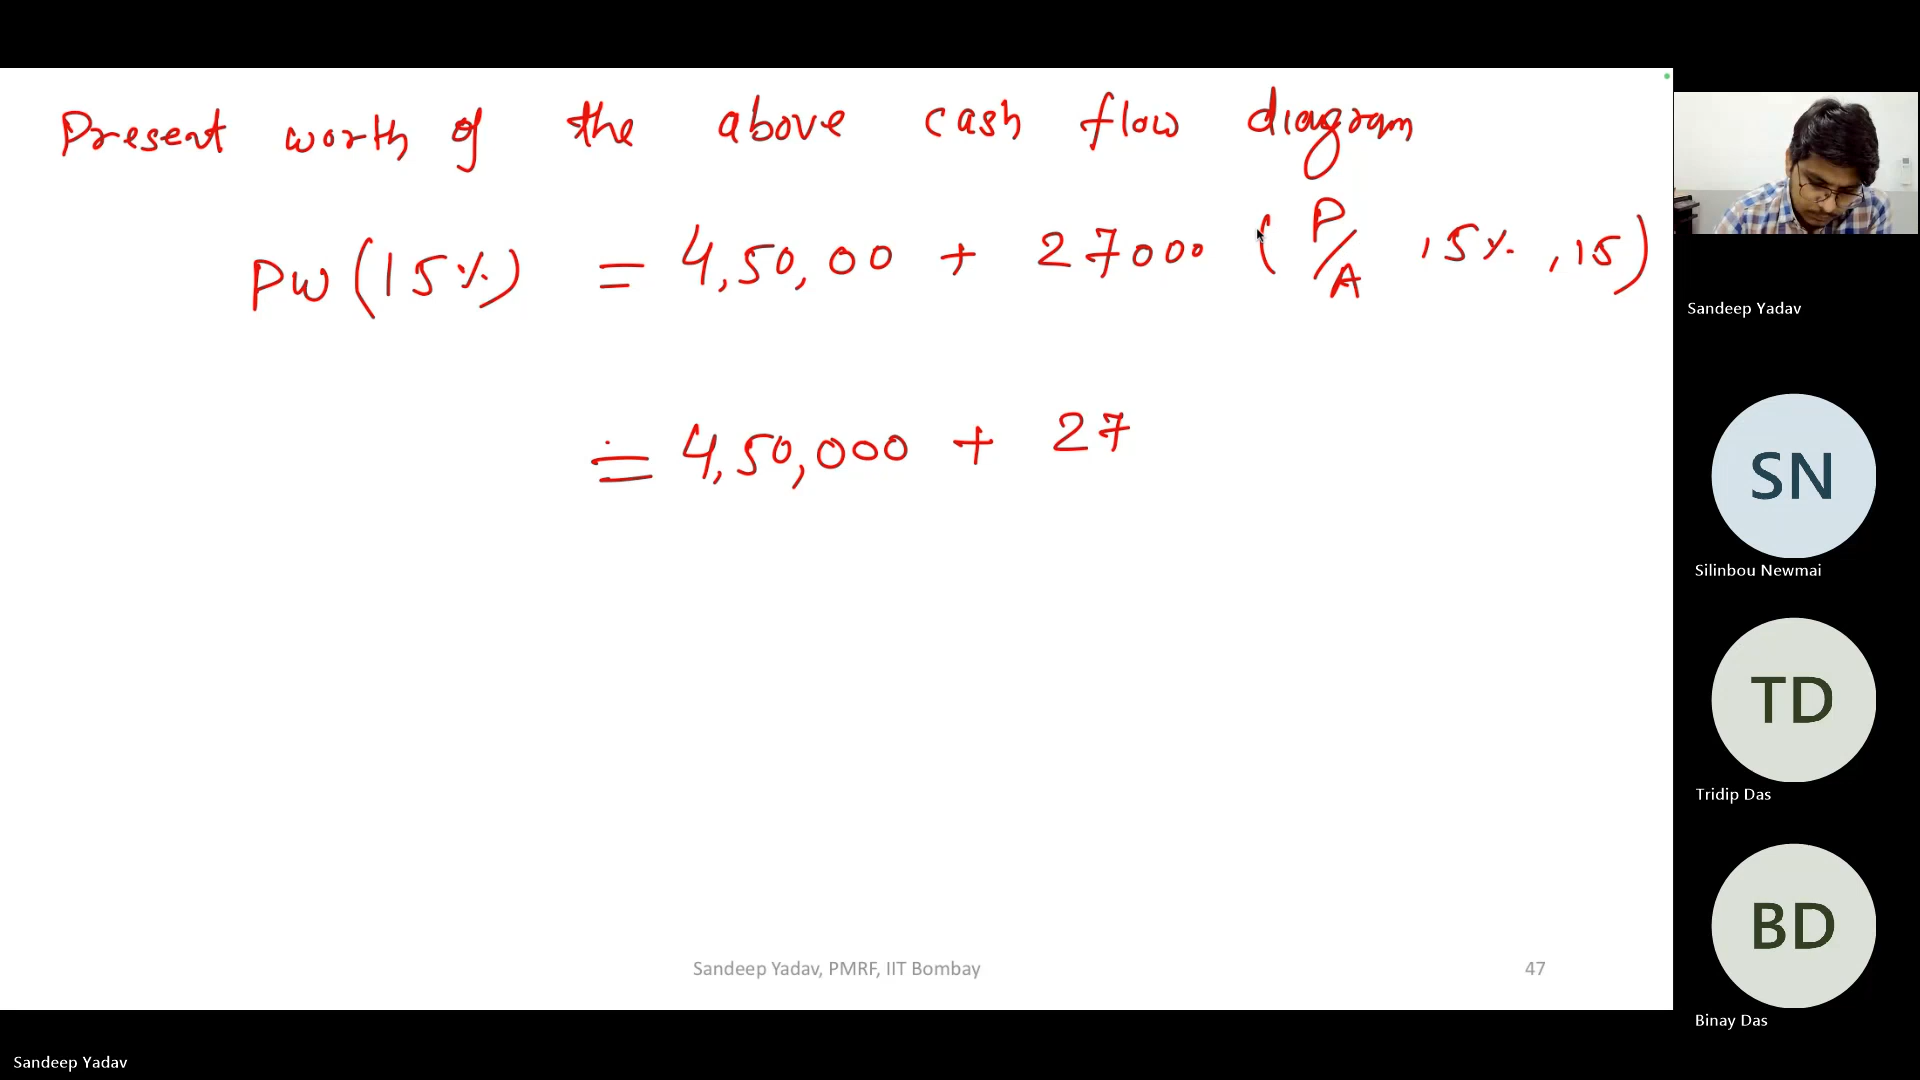 Present worth of the above cash flow diagram
PW (15%) = 4,50,00 + 27000 ( P/A , 15%, 15)
= 4,50,000 + 27
Sandeep Yadav, PMRF, IIT Bombay
47
Sandeep Yadav
SN
Silinbou Newmai
TD
Tridip Das
BD
Binay Das
Sandeep Yadav